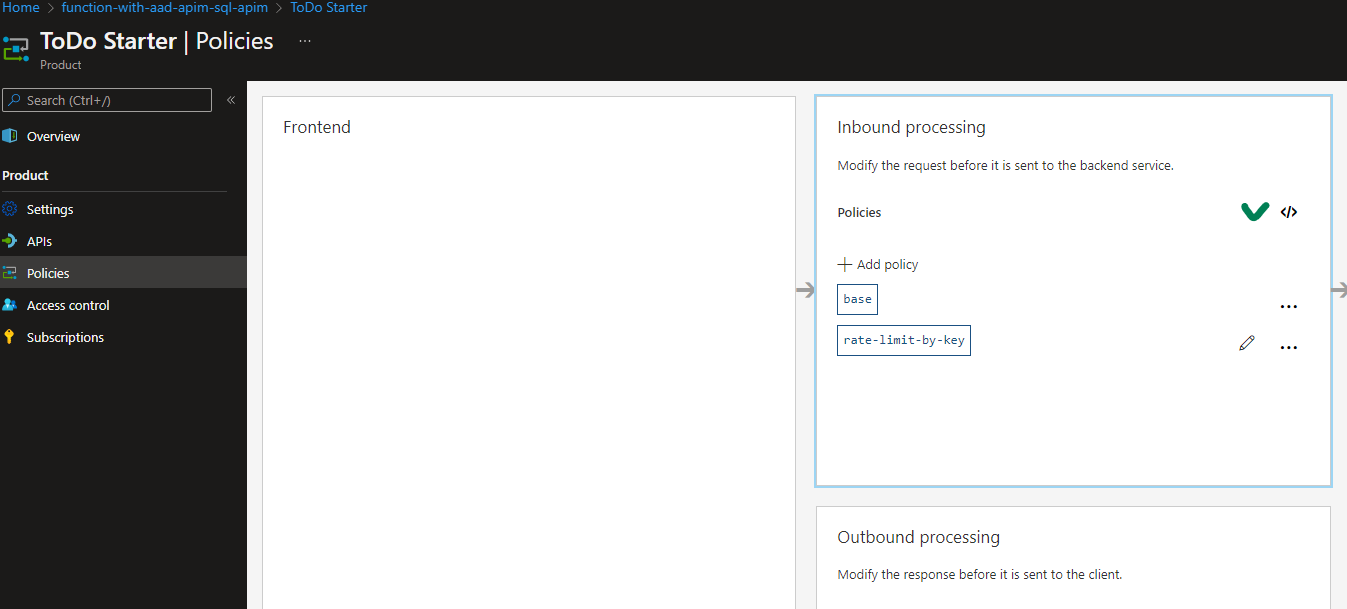 Home > function-with-aad-apim-sql-apim > ToDo Starter
ToDo Starter | Policies ...
Product
Search (Ctrl+/) «
Overview
Product
Settings
APIs
Policies
Access control
Subscriptions
Frontend
Inbound processing
Modify the request before it is sent to the backend service.
Policies </>
+ Add policy
base ...
rate-limit-by-key ...
Outbound processing
Modify the response before it is sent to the client.